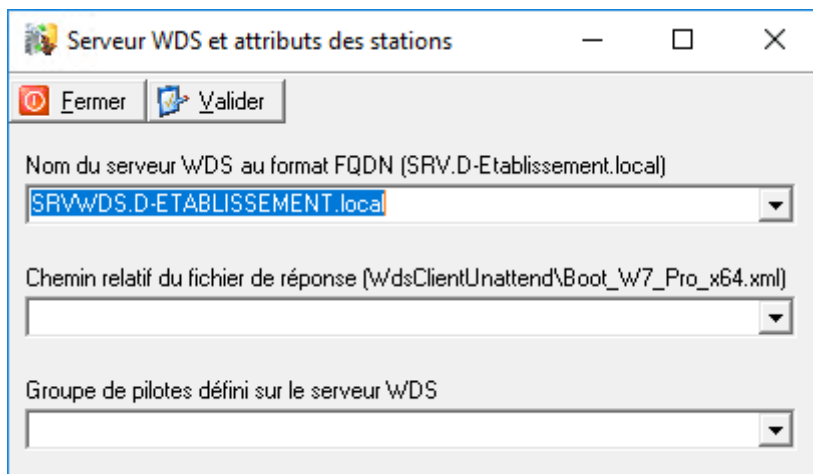 Serveur WDS et attributs des stations
Fermer Valider
Nom du serveur WDS au format FQDN (SRV.D-Etablissement.local)
SRVWDS.D-ETABLISSEMENT.local
Chemin relatif du fichier de réponse (WdsClientUnattend\Boot_W7_Pro_x64.xml)
Groupe de pilotes défini sur le serveur WDS